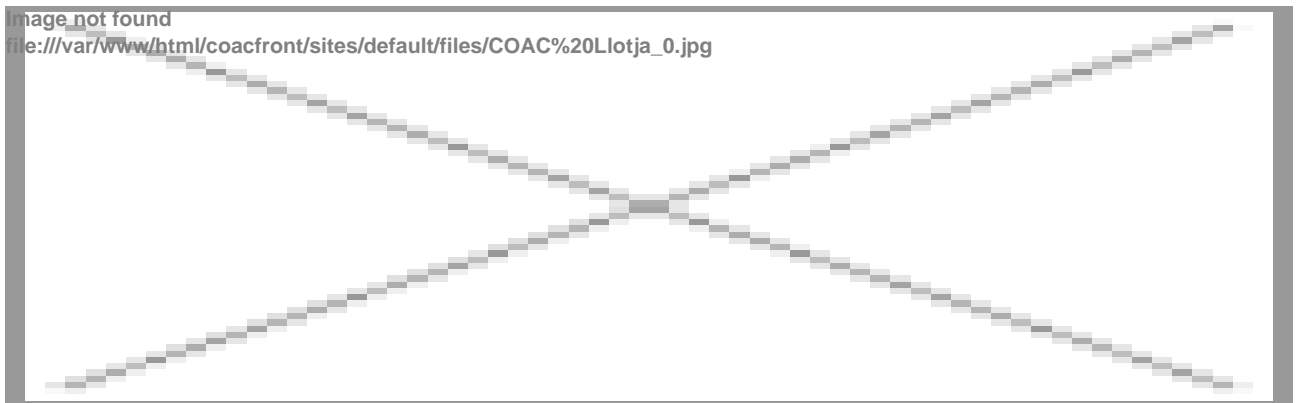 Image not found
file:///var/www/html/coacfront/sites/default/files/COAC%20Llotja_0.jpg